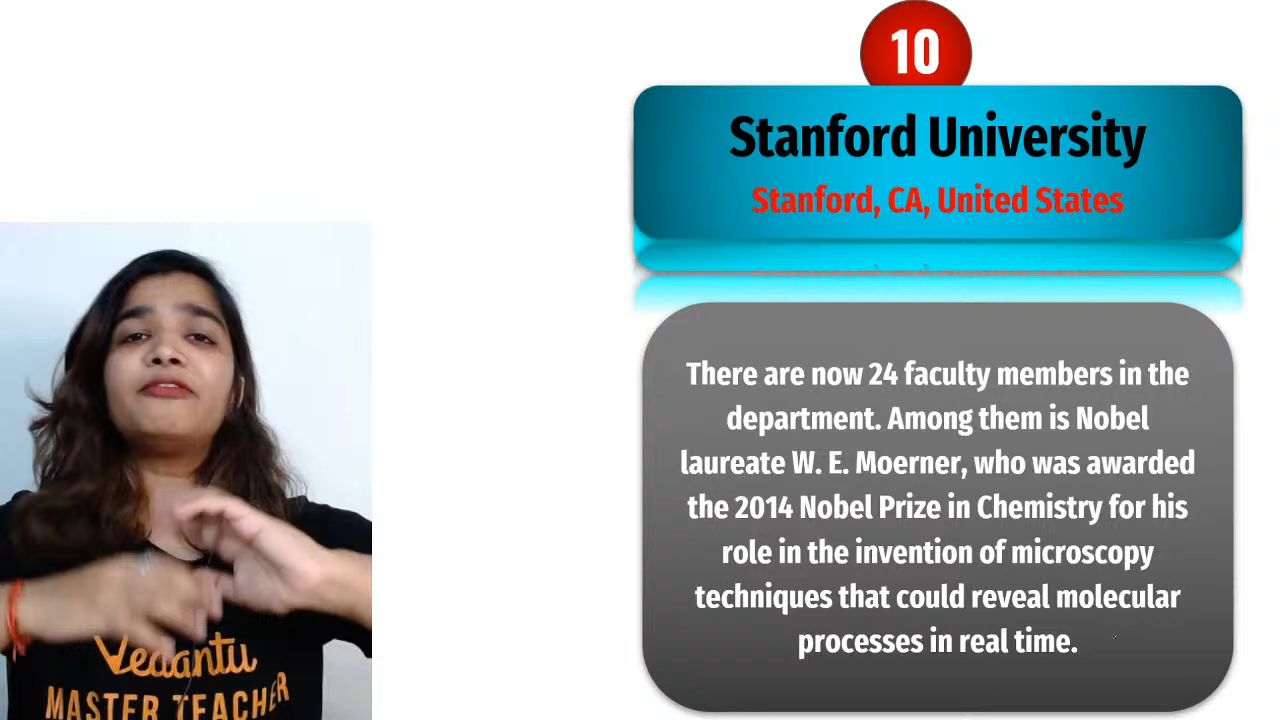 10
Stanford University
Stanford, CA, United States
There are now 24 faculty members in the
department. Among them is Nobel
laureate W. E. Moerner, who was awarded
the 2014 Nobel Prize in Chemistry for his
role in the invention of microscopy
techniques that could reveal molecular
processes in real time.
Vedantu
MASTER TEACHER